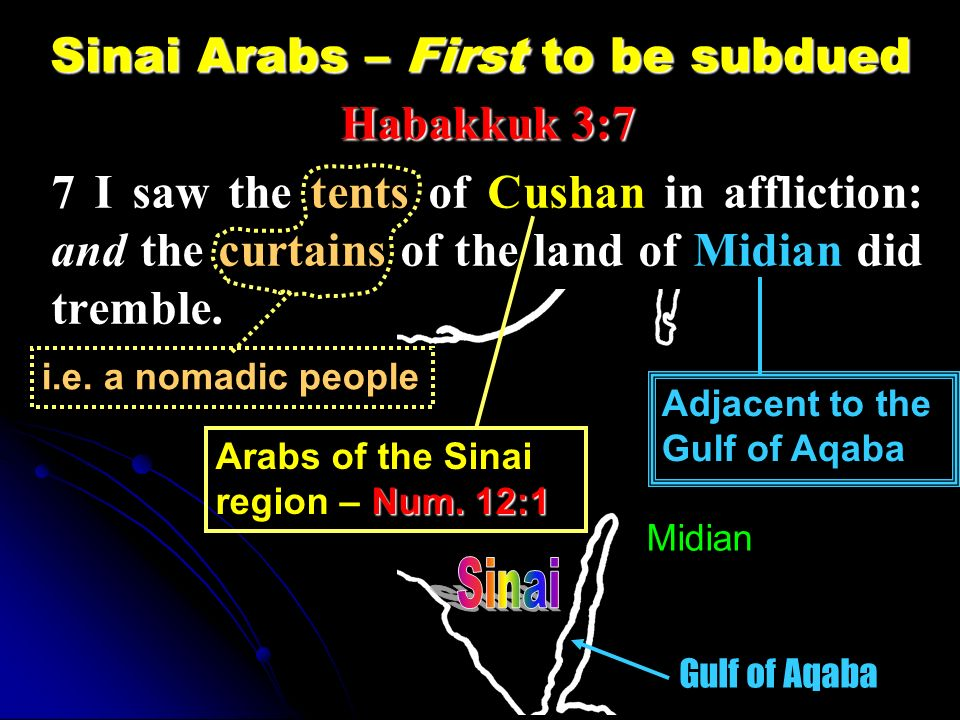 Sinai Arabs – First to be subdued
Habakkuk 3:7
7 I saw the tents of Cushan in affliction:
and the curtains of the land of Midian did
tremble.
i.e. a nomadic people
Adjacent to the
Gulf of Aqaba
Arabs of the Sinai
region – Num. 12:1
Midian
Sinai
Gulf of Aqaba